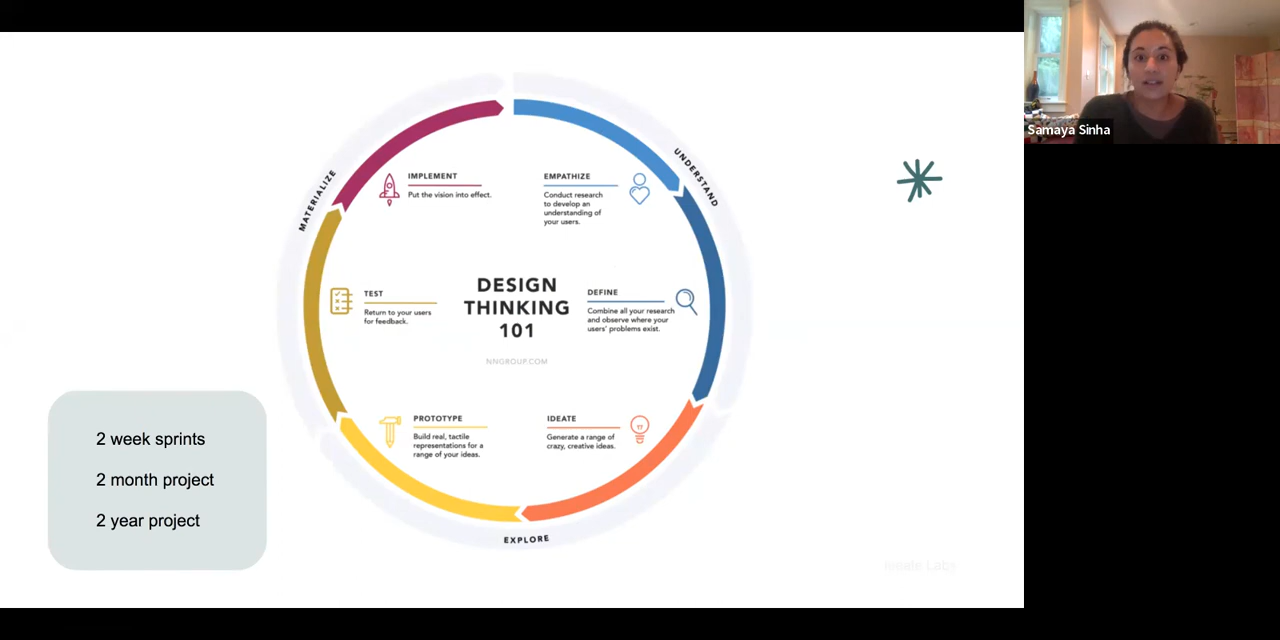 Samaya Sinha
MATERIALIZE
UNDERSTAND
IMPLEMENT
Put the vision into effect.
EMPATHIZE
Conduct research
to develop an
understanding of
your users.
TEST
Return to your users
for feedback.
DESIGN
THINKING
101
NNGROUP.COM
DEFINE
Combine all your research
and observe where your
users' problems exist.
PROTOTYPE
Build real, tactile
representations for a
range of your ideas.
IDEATE
Generate a range of
crazy, creative ideas.
EXPLORE
2 week sprints
2 month project
2 year project